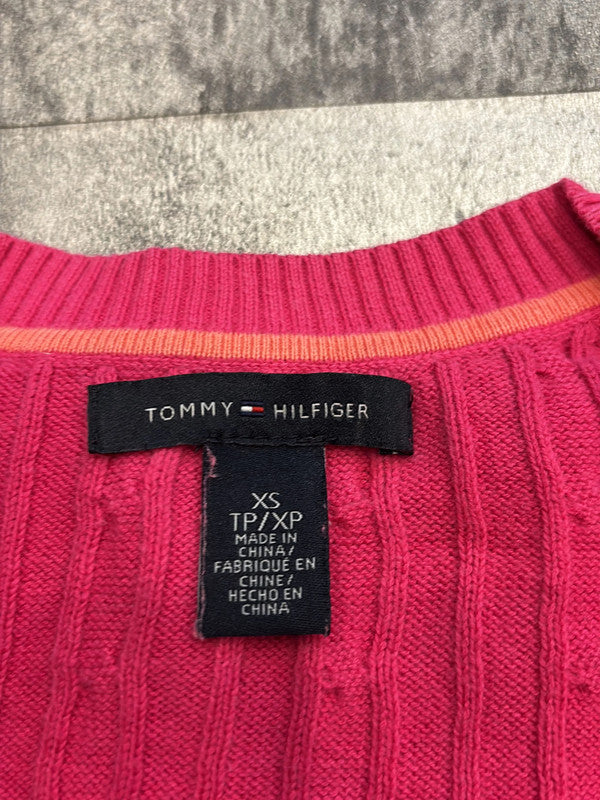 TOMMY HILFIGER
XS
TP/XP
MADE IN
CHINA/
FABRIQUÉ EN
CHINE/
HECHO EN
CHINA